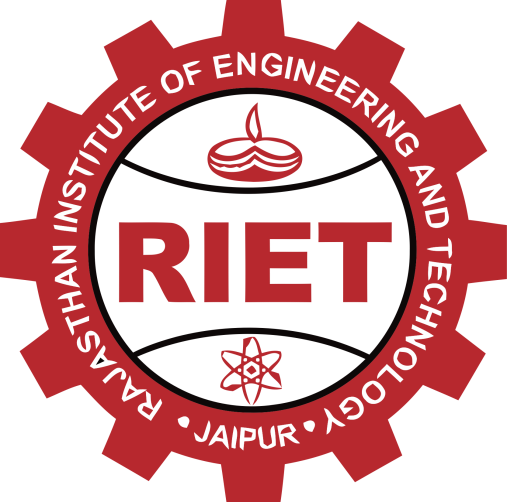 RAJASTHAN INSTITUTE OF ENGINEERING AND TECHNOLOGY
• JAIPUR •
RIET